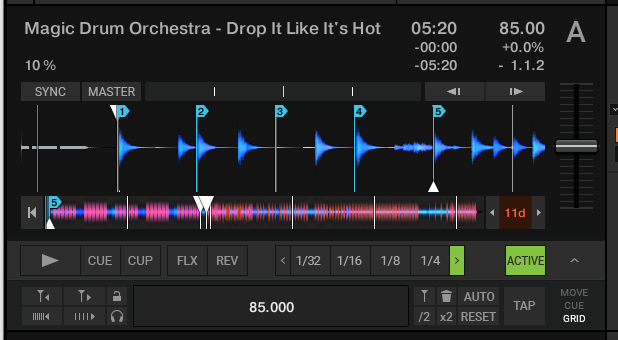 Magic Drum Orchestra - Drop It Like It's Hot 05:20 85.00 A
-00:00 +0.0%
10 % -05:20 - 1.1.2
SYNC MASTER
1 2 3 4 5
5
11d
CUE CUP FLX REV 1/32 1/16 1/8 1/4 ACTIVE
85.000 AUTO TAP MOVE
/2 x2 RESET CUE
GRID